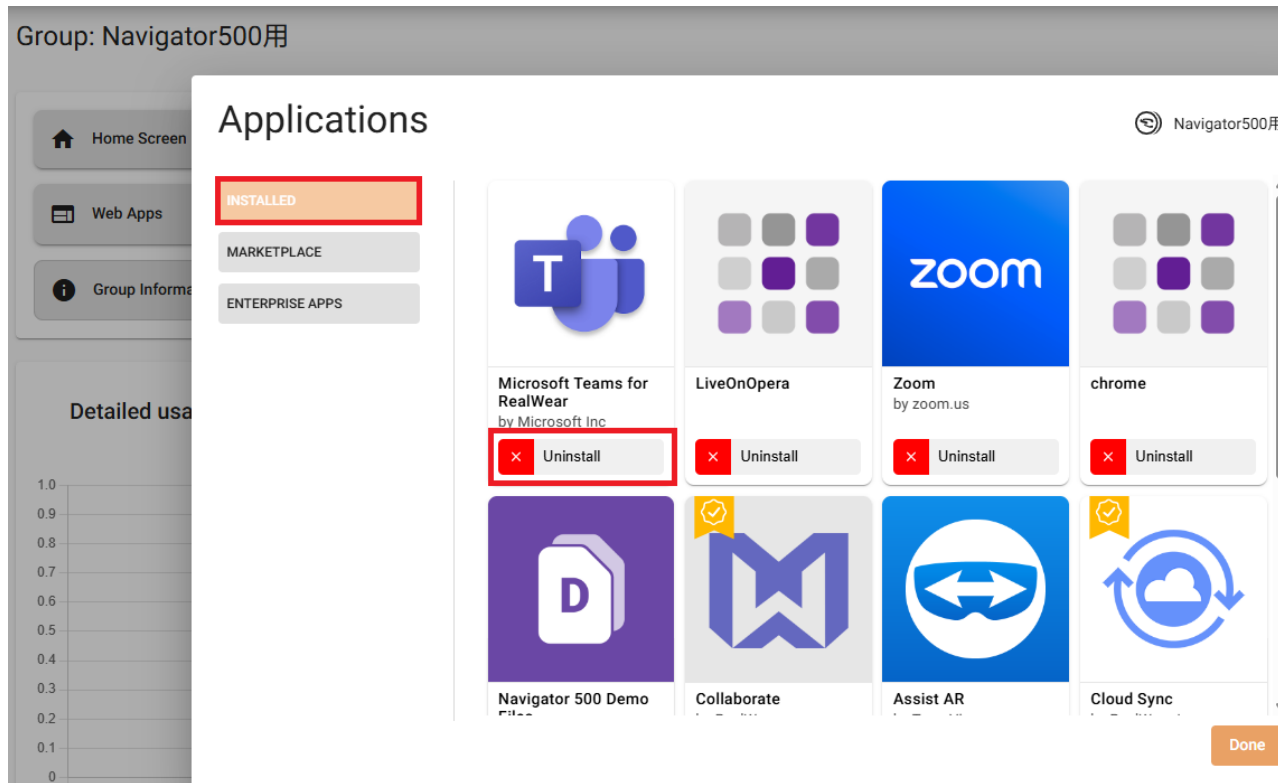 Group: Navigator500用
Home Screen
Web Apps
Group Informa
Detailed usa
1.0
0.9
0.8
0.7
0.6
0.5
0.4
0.3
0.2
0.1
0
Applications
Navigator500用
INSTALLED
MARKETPLACE
ENTERPRISE APPS
T
zoom
Microsoft Teams for
RealWear
by Microsoft Inc
Uninstall
LiveOnOpera
Uninstall
Zoom
by zoom.us
Uninstall
chrome
Uninstall
D
Navigator 500 Demo
Collaborate
Assist AR
Cloud Sync
Done